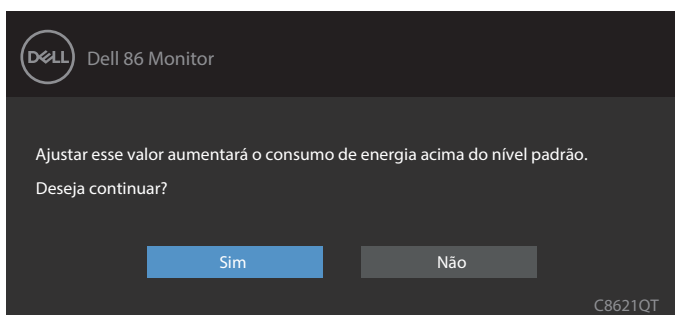 DELL Dell 86 Monitor
Ajustar esse valor aumentará o consumo de energia acima do nível padrão.
Deseja continuar?
Sim Não
C8621QT